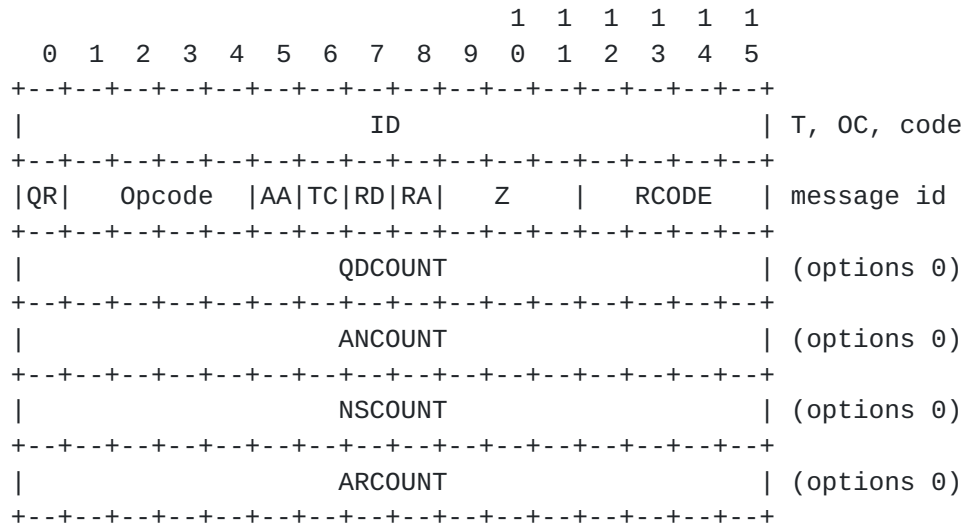 1  1  1  1  1  1
  0  1  2  3  4  5  6  7  8  9  0  1  2  3  4  5
+--+--+--+--+--+--+--+--+--+--+--+--+--+--+--+--+
|                      ID                       | T, OC, code
+--+--+--+--+--+--+--+--+--+--+--+--+--+--+--+--+
|QR|   Opcode  |AA|TC|RD|RA|   Z    |   RCODE   | message id
+--+--+--+--+--+--+--+--+--+--+--+--+--+--+--+--+
|                    QDCOUNT                    | (options 0)
+--+--+--+--+--+--+--+--+--+--+--+--+--+--+--+--+
|                    ANCOUNT                    | (options 0)
+--+--+--+--+--+--+--+--+--+--+--+--+--+--+--+--+
|                    NSCOUNT                    | (options 0)
+--+--+--+--+--+--+--+--+--+--+--+--+--+--+--+--+
|                    ARCOUNT                    | (options 0)
+--+--+--+--+--+--+--+--+--+--+--+--+--+--+--+--+